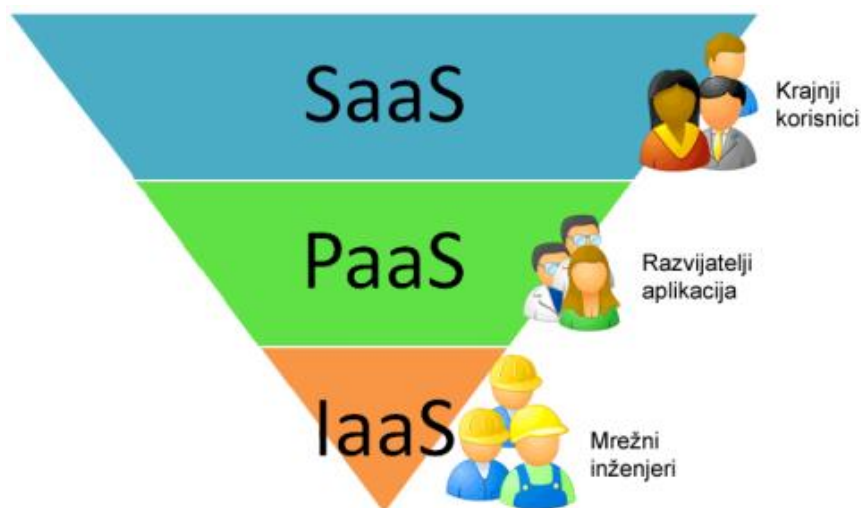 SaaS
Krajnji
korisnici
PaaS
Razvijatelji
aplikacija
IaaS
Mrežni
inženjeri